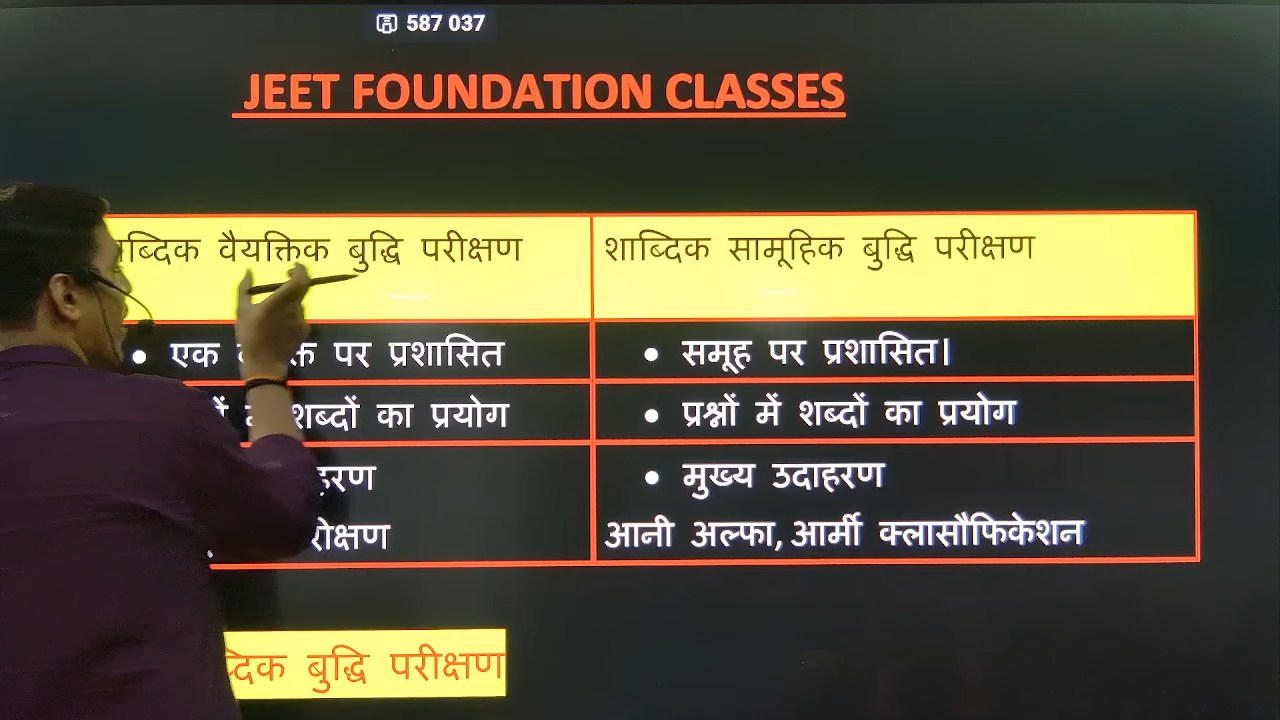 587 037
JEET FOUNDATION CLASSES
वैयक्तिक बुद्धि परीक्षण
शाब्दिक सामूहिक बुद्धि परीक्षण
• एक पर प्रशासित
• समूह पर प्रशासित।
शब्दों का प्रयोग
• प्रश्नों में शब्दों का प्रयोग
• मुख्य उदाहरण
आनी अल्फा, आर्मी क्लासौफिकेशन
बुद्धि परीक्षण